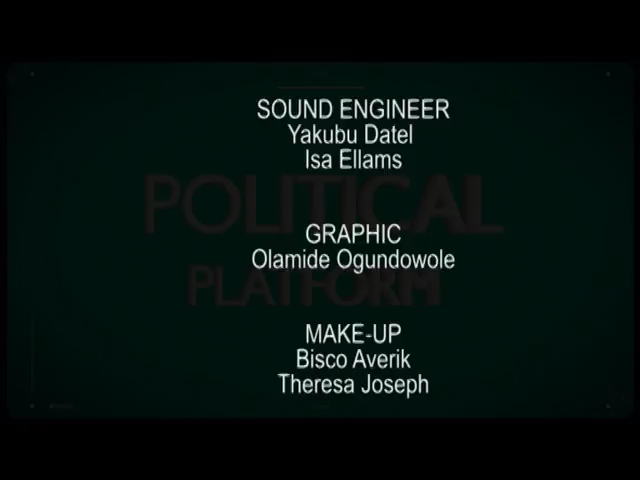 SOUND ENGINEER
Yakubu Datel
Isa Ellams
POLITICAL
GRAPHIC
Olamide Ogundowole
PLATFORM
MAKE-UP
Bisco Averik
Theresa Joseph